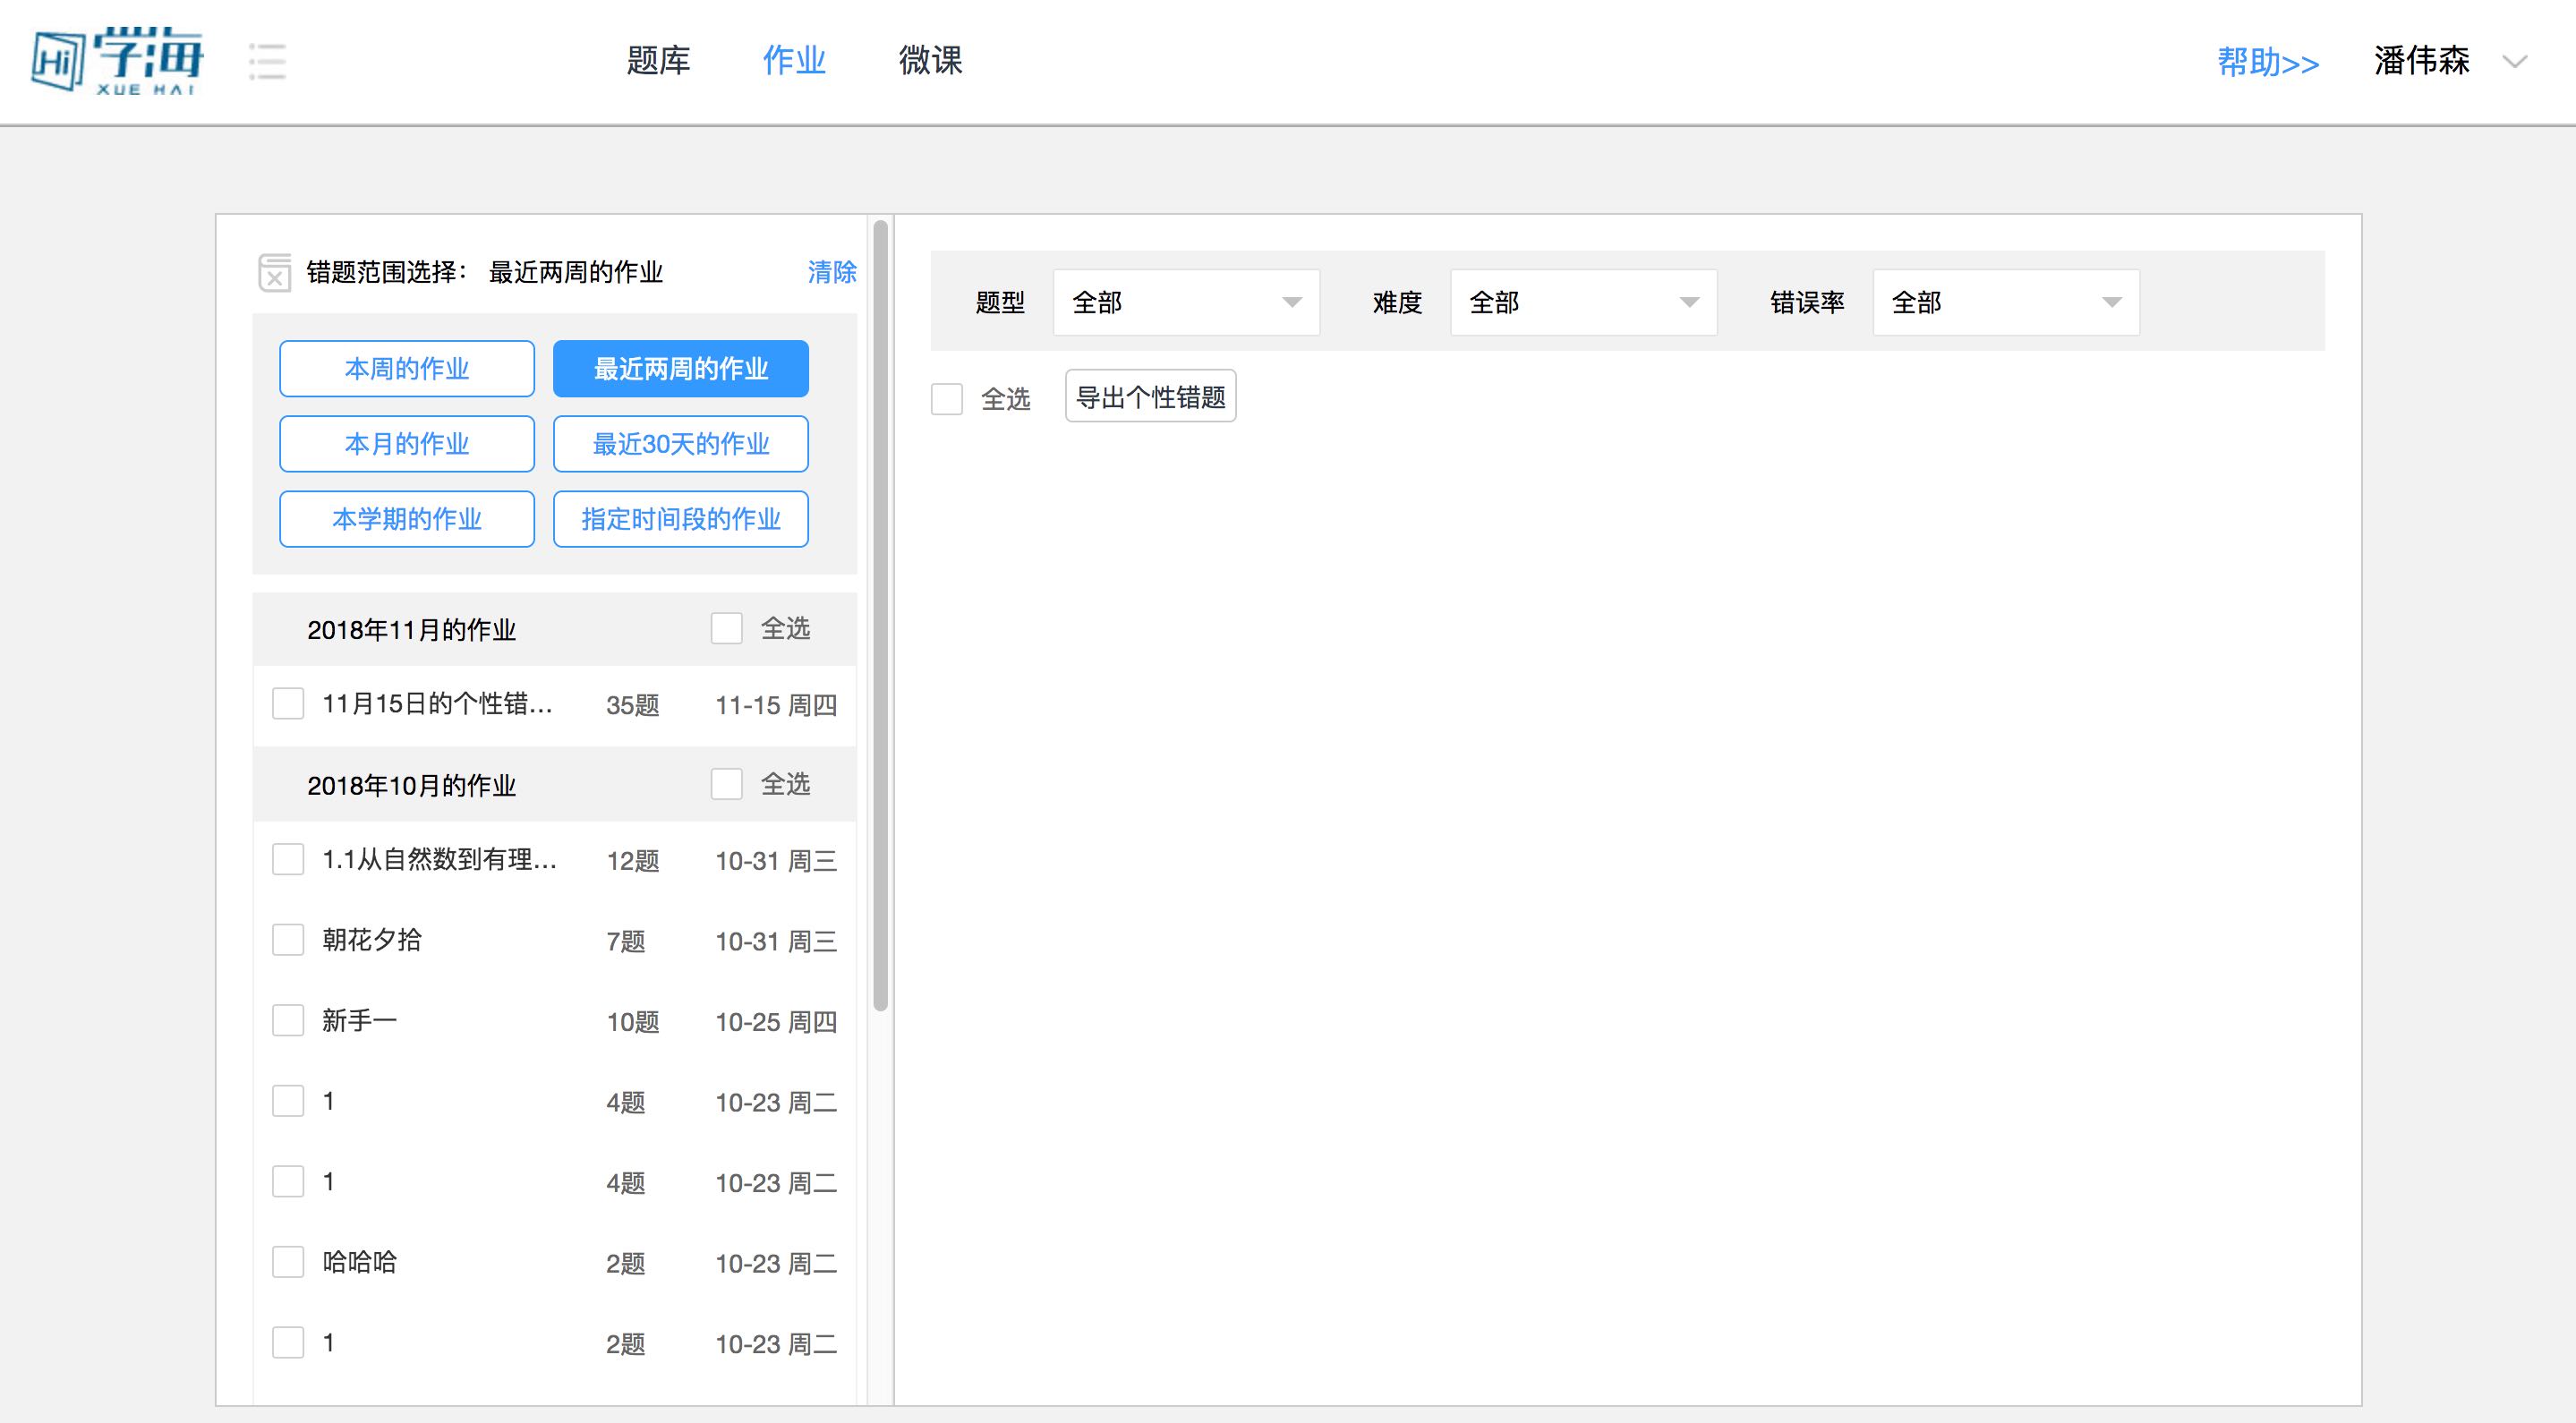 Hi 学海
XUE HAI
题库 作业 微课 帮助>> 潘伟森
错题范围选择： 最近两周的作业 清除
本周的作业 最近两周的作业
本月的作业 最近30天的作业
本学期的作业 指定时间段的作业
2018年11月的作业 全选
11月15日的个性错... 35题 11-15 周四
2018年10月的作业 全选
1.1从自然数到有理... 12题 10-31 周三
朝花夕拾 7题 10-31 周三
新手一 10题 10-25 周四
1 4题 10-23 周二
1 4题 10-23 周二
哈哈哈 2题 10-23 周二
1 2题 10-23 周二
题型 全部 难度 全部 错误率 全部
全选 导出个性错题